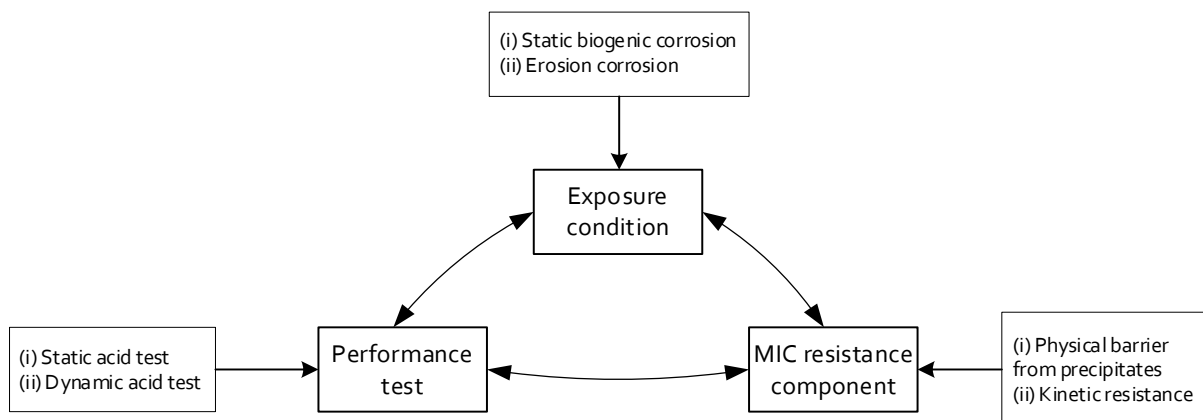 (i) Static biogenic corrosion
(ii) Erosion corrosion
Exposure
condition
(i) Static acid test
(ii) Dynamic acid test
Performance
test
MIC resistance
component
(i) Physical barrier
from precipitates
(ii) Kinetic resistance